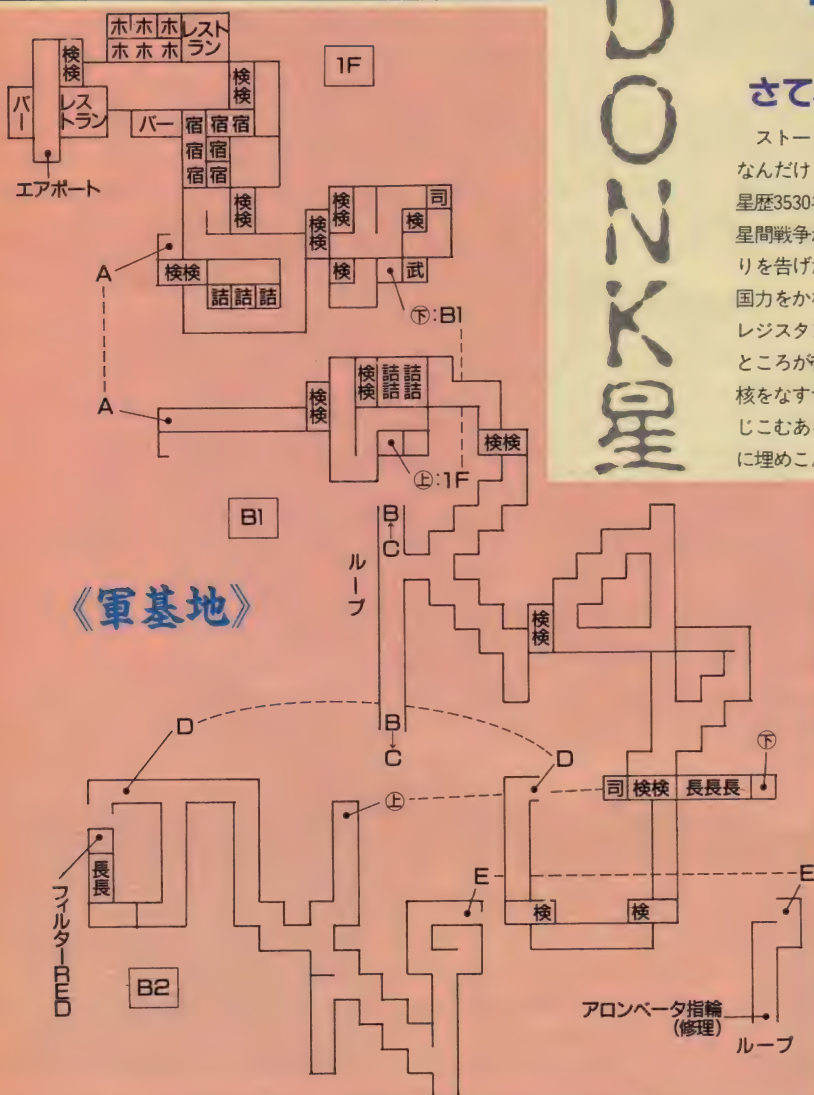 ホ ホ ホ レスト
ホ ホ ホ ラン
検
検
バー
レス
トラン
検
検
バー
宿 宿 宿
宿 宿
宿 宿
エアポート
1F
検
検
検
検
検
検
司
検
検
武
A
検検
詰 詰 詰
㊦:B1
A
検
検
検
検
詰 詰
詰 詰
検検
㊤:1F
B1
《軍基地》
ループ
B
C
B
C
検
検
D
D
㊤
司 検検 長長長
㊦
長
長
フィルターRED
B2
E
E
検
検
アロンベータ指輪
(修理)
ループ
DONK星
さて
ストー
なんだけ
星歴3530
星間戦争
りを告げ
国力をか
レジスタ
ところが
核をなす
じこむあ
に埋めこ